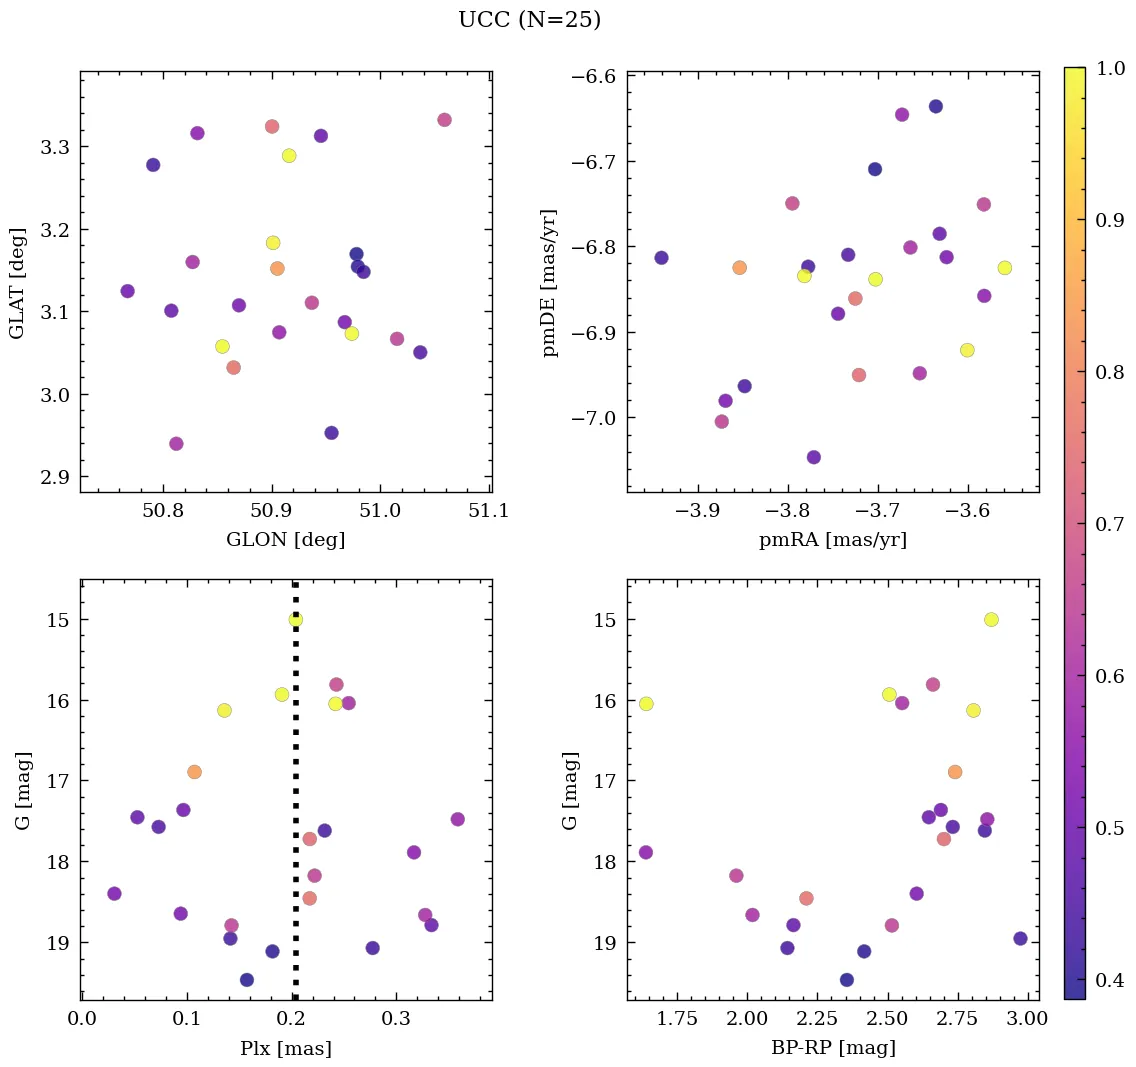 UCC (N=25)
3.3
3.2
3.1
3.0
2.9
GLAT [deg]
50.8 50.9 51.0 51.1
GLON [deg]
−6.6
−6.7
−6.8
−6.9
−7.0
pmDE [mas/yr]
−3.9 −3.8 −3.7 −3.6
pmRA [mas/yr]
15
16
17
18
19
G [mag]
0.0 0.1 0.2 0.3
Plx [mas]
15
16
17
18
19
G [mag]
1.75 2.00 2.25 2.50 2.75 3.00
BP-RP [mag]
1.0
0.9
0.8
0.7
0.6
0.5
0.4